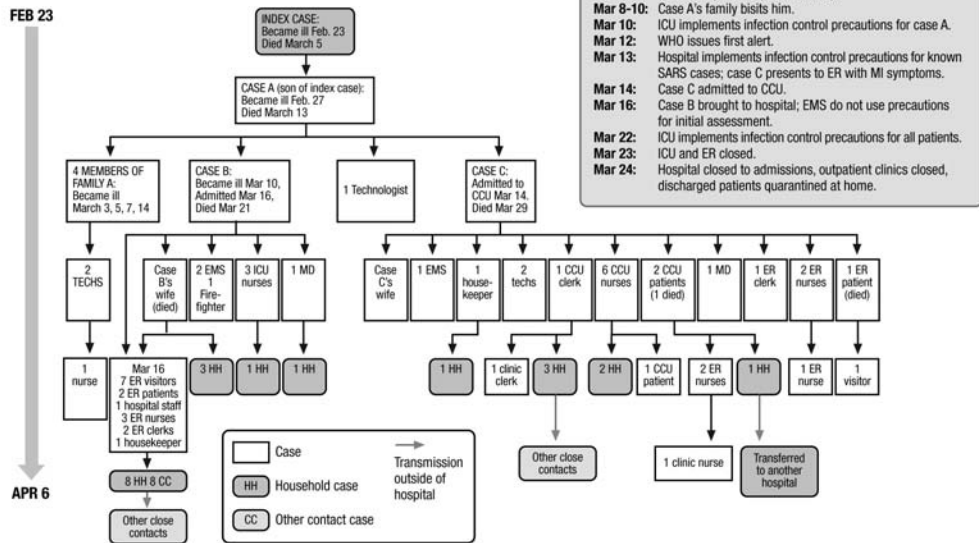 FEB 23
APR 6
INDEX CASE:
Became ill Feb. 23
Died March 5
Mar 8-10: Case A's family bisits him.
Mar 10: ICU implements infection control precautions for case A.
Mar 12: WHO issues first alert.
Mar 13: Hospital implements infection control precautions for known
SARS cases; case C presents to ER with MI symptoms.
Mar 14: Case C admitted to CCU.
Mar 16: Case B brought to hospital; EMS do not use precautions
for initial assessment.
Mar 22: ICU implements infection control precautions for all patients.
Mar 23: ICU and ER closed.
Mar 24: Hospital closed to admissions, outpatient clinics closed,
discharged patients quarantined at home.
CASE A (son of index case):
Became ill Feb. 27
Died March 13
4 MEMBERS OF
FAMILY A:
Became ill
March 3, 5, 7, 14
CASE B:
Became ill Mar 10,
Admitted Mar 16,
Died Mar 21
1 Technologist
CASE C:
Admitted to
CCU Mar 14.
Died Mar 29
2
TECHS
Case
B's
wife
(died)
2 EMS
1
Fire-
fighter
3 ICU
nurses
1 MD
Case
C's
wife
1 EMS
1
house-
keeper
2
techs
1 CCU
clerk
6 CCU
nurses
2 CCU
patients
(1 died)
1 MD
1 ER
clerk
2 ER
nurses
1 ER
patient
(died)
1
nurse
Mar 16
7 ER visitors
2 ER patients
1 hospital staff
3 ER nurses
2 ER clerks
1 housekeeper
3 HH
1 HH
1 HH
1 HH
1 clinic
clerk
3 HH
2 HH
1 CCU
patient
2 ER
nurses
1 HH
1 ER
nurse
1
visitor
8 HH 8 CC
Other close
contacts
Other close
contacts
1 clinic nurse
Transferred
to another
hospital
Case
HH
Household case
CC
Other contact case
Transmission
outside of
hospital